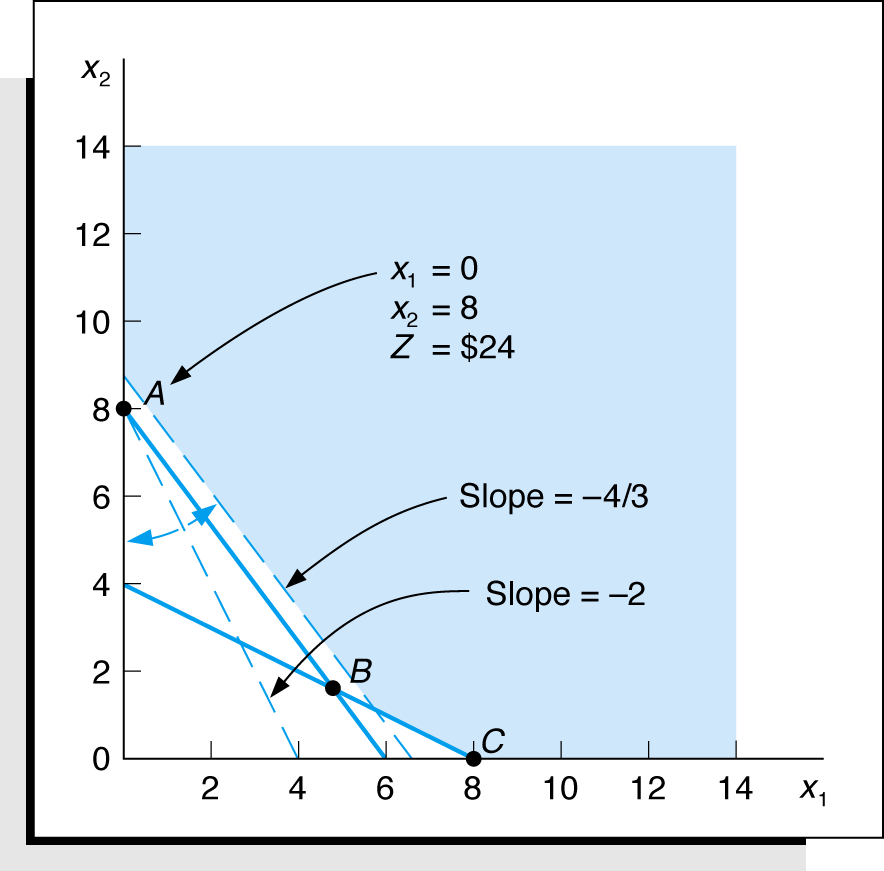 x₂
14
12
x₁ = 0
10
x₂ = 8
Z = $24
A
8
6
Slope = –4/3
4
Slope = –2
2
B
C
0
2 4 6 8 10 12 14 x₁